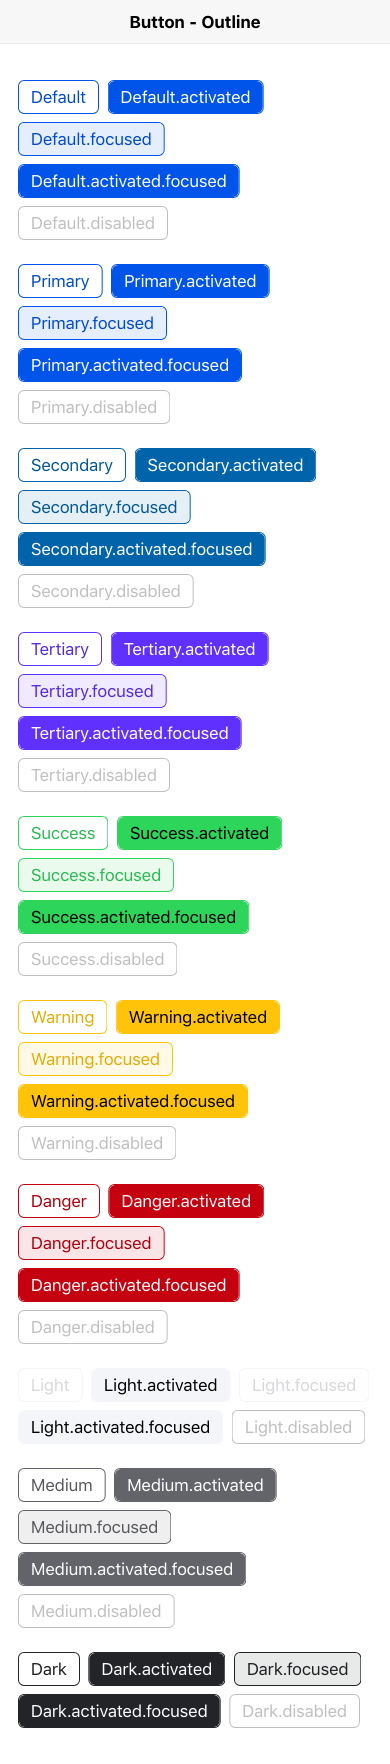 Button - Outline
Default Default.activated
Default.focused
Default.activated.focused
Default.disabled
Primary Primary.activated
Primary.focused
Primary.activated.focused
Primary.disabled
Secondary Secondary.activated
Secondary.focused
Secondary.activated.focused
Secondary.disabled
Tertiary Tertiary.activated
Tertiary.focused
Tertiary.activated.focused
Tertiary.disabled
Success Success.activated
Success.focused
Success.activated.focused
Success.disabled
Warning Warning.activated
Warning.focused
Warning.activated.focused
Warning.disabled
Danger Danger.activated
Danger.focused
Danger.activated.focused
Danger.disabled
Light Light.activated Light.focused
Light.activated.focused Light.disabled
Medium Medium.activated
Medium.focused
Medium.activated.focused
Medium.disabled
Dark Dark.activated Dark.focused
Dark.activated.focused Dark.disabled